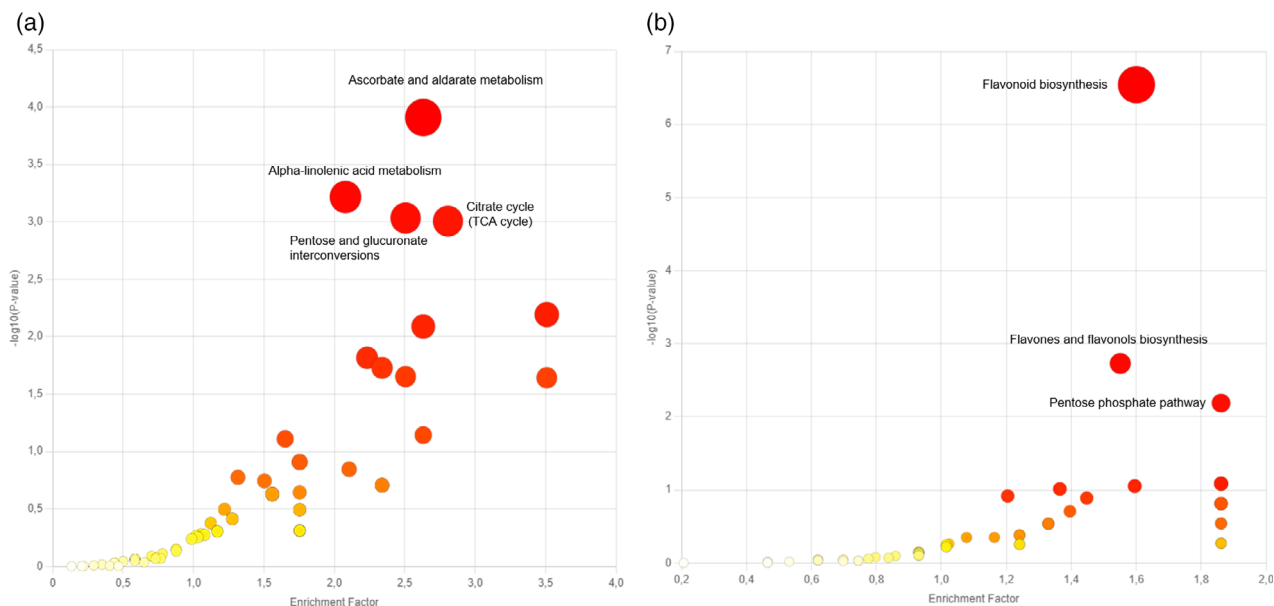 (a)
4,5
4,0
3,5
3,0
2,5
2,0
1,5
1,0
0,5
0
-log10(P-value)
Ascorbate and aldarate metabolism
Alpha-linolenic acid metabolism
Citrate cycle
(TCA cycle)
Pentose and glucuronate
interconversions
0
0,5
1,0
1,5
2,0
2,5
3,0
3,5
4,0
Enrichment Factor
(b)
7
6
5
4
3
2
1
0
-log10(P-value)
Flavonoid biosynthesis
Flavones and flavonols biosynthesis
Pentose phosphate pathway
0,2
0,4
0,6
0,8
1,0
1,2
1,4
1,6
1,8
2,0
Enrichment Factor